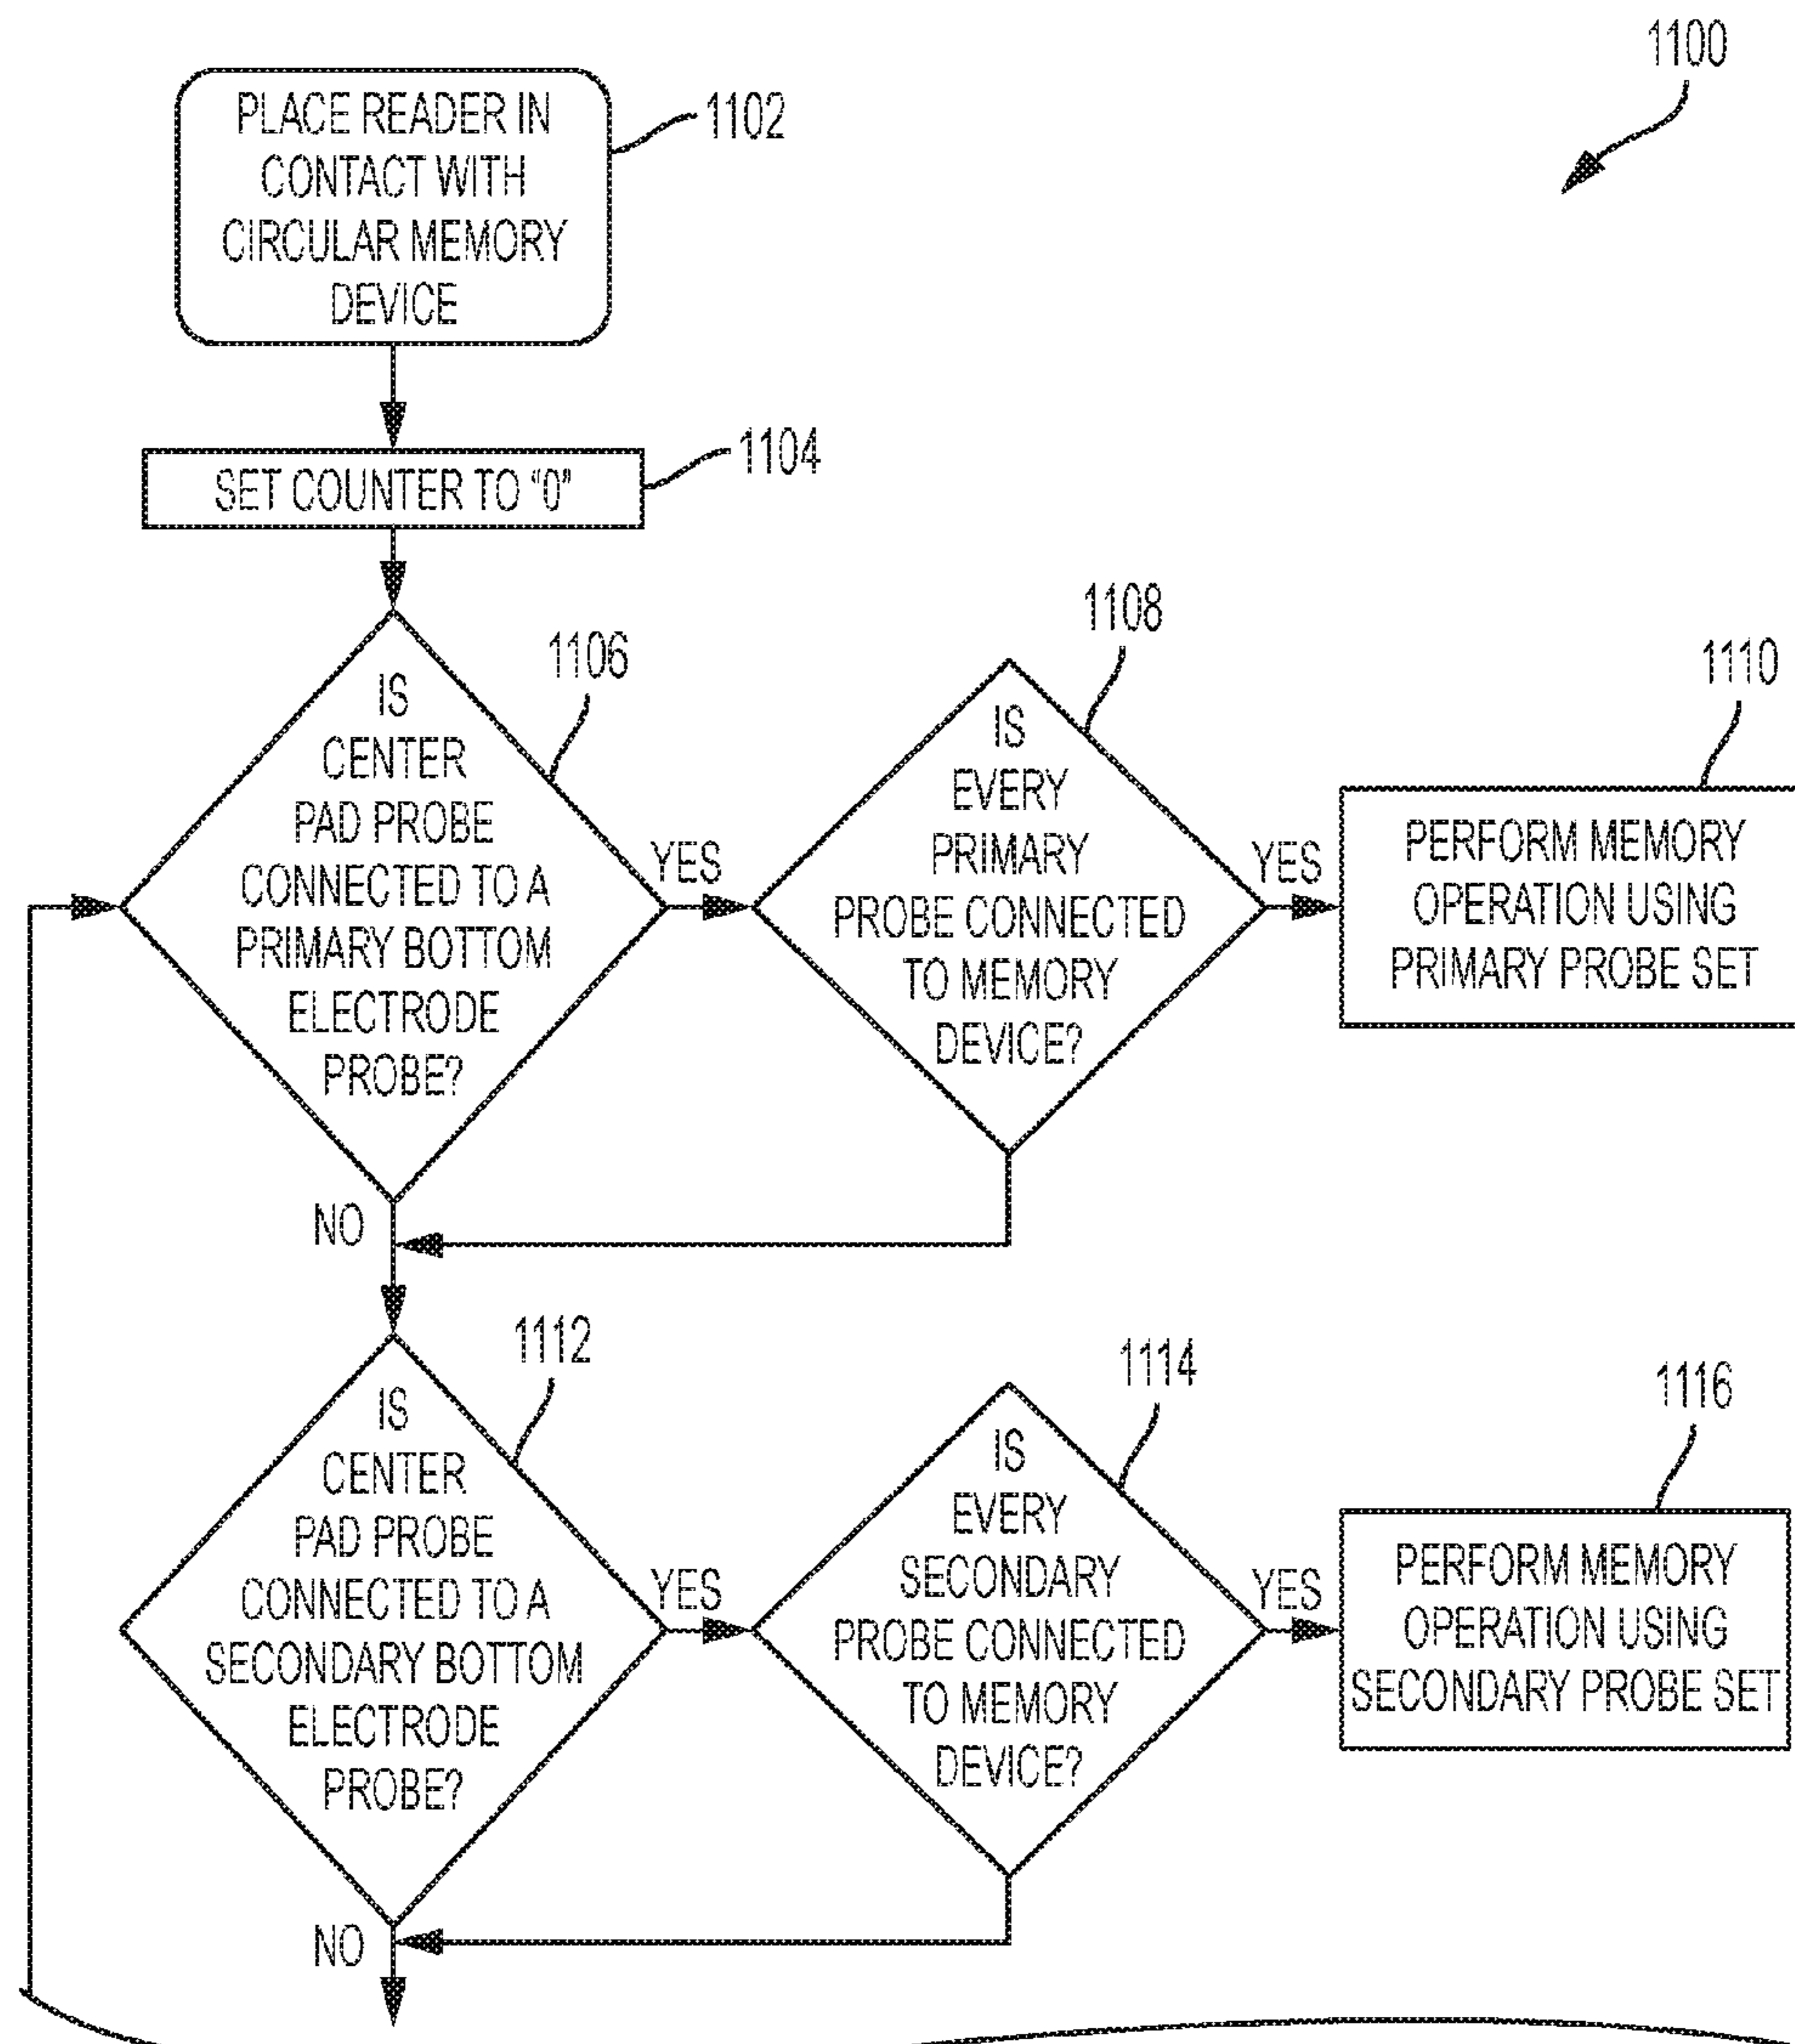 1100
PLACE READER IN
CONTACT WITH
CIRCULAR MEMORY
DEVICE
1102
SET COUNTER TO "0"
1104
IS
CENTER
PAD PROBE
CONNECTED TO A
PRIMARY BOTTOM
ELECTRODE
PROBE?
1106
YES
IS
EVERY
PRIMARY
PROBE CONNECTED
TO MEMORY
DEVICE?
1108
YES
PERFORM MEMORY
OPERATION USING
PRIMARY PROBE SET
1110
NO
IS
CENTER
PAD PROBE
CONNECTED TO A
SECONDARY BOTTOM
ELECTRODE
PROBE?
1112
YES
IS
EVERY
SECONDARY
PROBE CONNECTED
TO MEMORY
DEVICE?
1114
YES
PERFORM MEMORY
OPERATION USING
SECONDARY PROBE SET
1116
NO